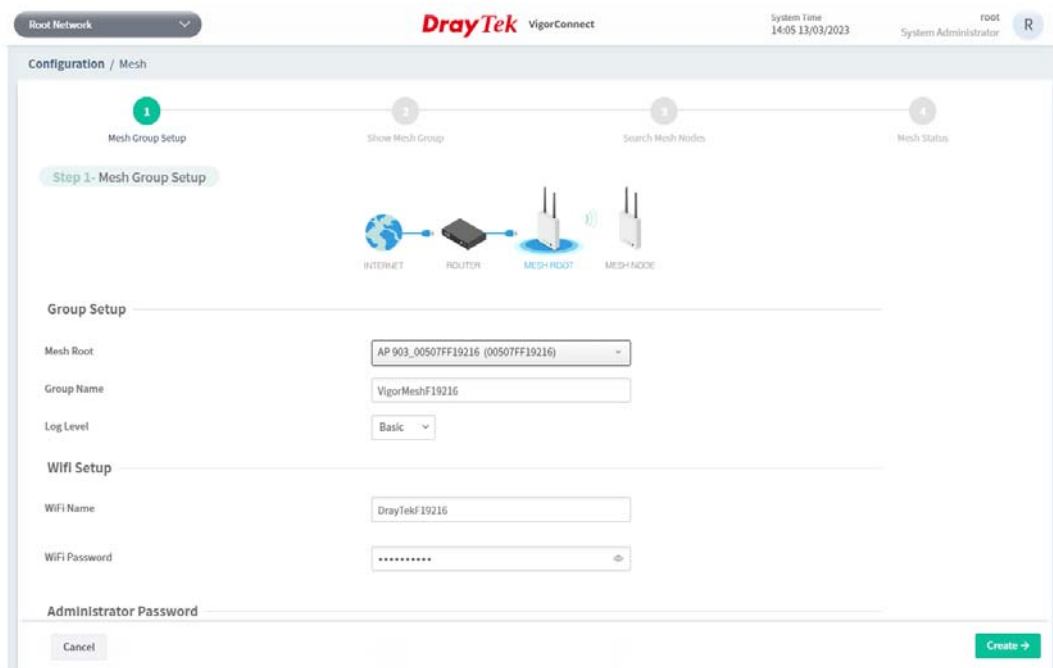 Root Network
DrayTek VigorConnect
System Time
14:05 13/03/2023
root
System Administrator
R
Configuration / Mesh
1
2
3
4
Mesh Group Setup
Show Mesh Group
Search Mesh Nodes
Mesh Status
Step 1- Mesh Group Setup
INTERNET
ROUTER
MESH ROOT
MESH NODE
Group Setup
Mesh Root
AP 903_00507FF19216 (00507FF19216)
Group Name
VigorMeshF19216
Log Level
Basic
Wifi Setup
WiFi Name
DrayTekF19216
WiFi Password
••••••••••
Administrator Password
Cancel
Create →